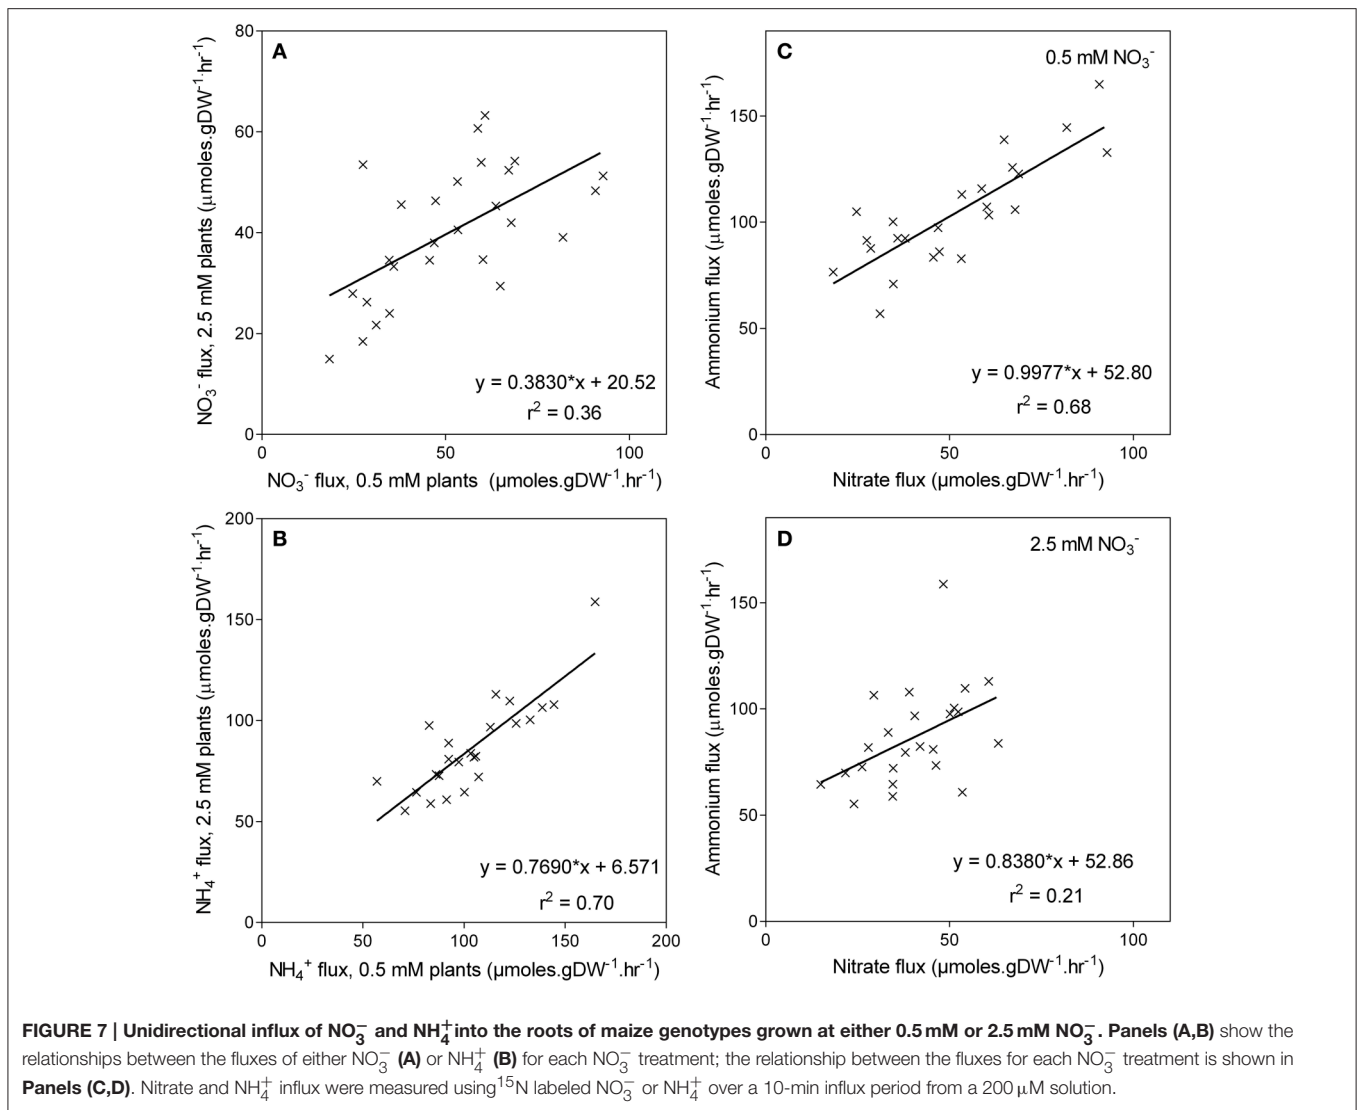 A
NO₃⁻ flux, 2.5 mM plants (μmoles.gDW⁻¹·hr⁻¹)
80
60
40
20
0
0 50 100
y = 0.3830*x + 20.52
r² = 0.36
NO₃⁻ flux, 0.5 mM plants (μmoles.gDW⁻¹.hr⁻¹)
C
0.5 mM NO₃⁻
Ammonium flux (μmoles.gDW⁻¹·hr⁻¹)
150
100
50
0
0 50 100
y = 0.9977*x + 52.80
r² = 0.68
Nitrate flux (μmoles.gDW⁻¹.hr⁻¹)
B
NH₄⁺ flux, 2.5 mM plants (μmoles.gDW⁻¹·hr⁻¹)
200
150
100
50
0
0 50 100 150 200
y = 0.7690*x + 6.571
r² = 0.70
NH₄⁺ flux, 0.5 mM plants (μmoles.gDW⁻¹.hr⁻¹)
D
2.5 mM NO₃⁻
Ammonium flux (μmoles.gDW⁻¹·hr⁻¹)
150
100
50
0
0 50 100
y = 0.8380*x + 52.86
r² = 0.21
Nitrate flux (μmoles.gDW⁻¹.hr⁻¹)
FIGURE 7 | Unidirectional influx of NO₃⁻ and NH₄⁺into the roots of maize genotypes grown at either 0.5 mM or 2.5 mM NO₃⁻. Panels (A,B) show the
relationships between the fluxes of either NO₃⁻ (A) or NH₄⁺ (B) for each NO₃⁻ treatment; the relationship between the fluxes for each NO₃⁻ treatment is shown in
Panels (C,D). Nitrate and NH₄⁺ influx were measured using¹⁵N labeled NO₃⁻ or NH₄⁺ over a 10-min influx period from a 200 μM solution.